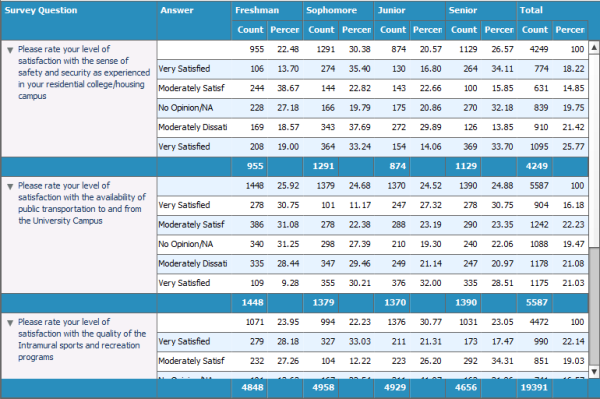 Survey Question Answer Freshman Sophomore Junior Senior Total
Count Percer Count Percer Count Percer Count Percer Count Percer
Please rate your level of satisfaction with the sense of safety and security as experienced in your residential college/housing campus
955 22.48 1291 30.38 874 20.57 1129 26.57 4249 100
Very Satisfied 106 13.70 274 35.40 130 16.80 264 34.11 774 18.22
Moderately Satisf 244 38.67 144 22.82 143 22.66 100 15.85 631 14.85
No Opinion/NA 228 27.18 166 19.79 175 20.86 270 32.18 839 19.75
Moderately Dissati 169 18.57 343 37.69 272 29.89 126 13.85 910 21.42
Very Satisfied 208 19.00 364 33.24 154 14.06 369 33.70 1095 25.77
955 1291 874 1129 4249
Please rate your level of satisfaction with the availability of public transportation to and from the University Campus
1448 25.92 1379 24.68 1370 24.52 1390 24.88 5587 100
Very Satisfied 278 30.75 101 11.17 247 27.32 278 30.75 904 16.18
Moderately Satisf 386 31.08 278 22.38 288 23.19 290 23.35 1242 22.23
No Opinion/NA 340 31.25 298 27.39 210 19.30 240 22.06 1088 19.47
Moderately Dissati 335 28.44 347 29.46 249 21.14 247 20.97 1178 21.08
Very Satisfied 109 9.28 355 30.21 376 32.00 335 28.51 1175 21.03
1448 1379 1370 1390 5587
Please rate your level of satisfaction with the quality of the Intramural sports and recreation programs
1071 23.95 994 22.23 1376 30.77 1031 23.05 4472 100
Very Satisfied 279 28.18 327 33.03 211 21.31 173 17.47 990 22.14
Moderately Satisf 232 27.26 104 12.22 223 26.20 292 34.31 851 19.03
4848 4958 4929 4656 19391